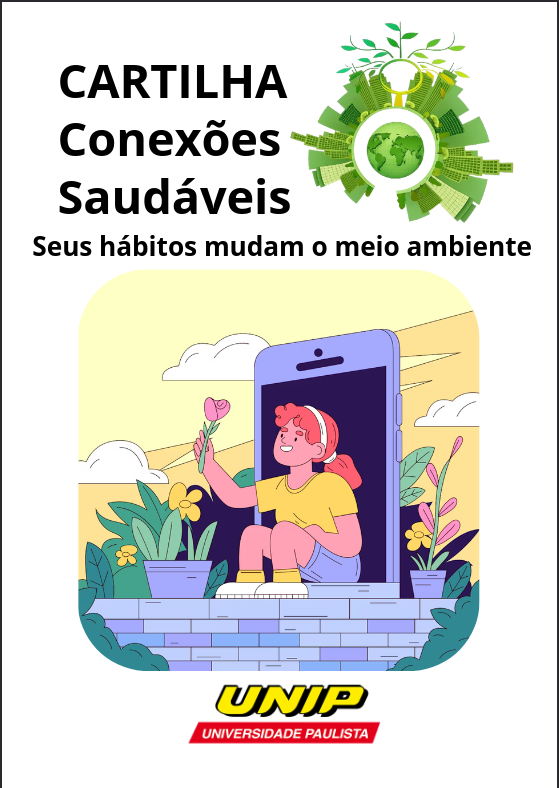 CARTILHA
Conexões
Saudáveis
Seus hábitos mudam o meio ambiente
UNIP
UNIVERSIDADE PAULISTA